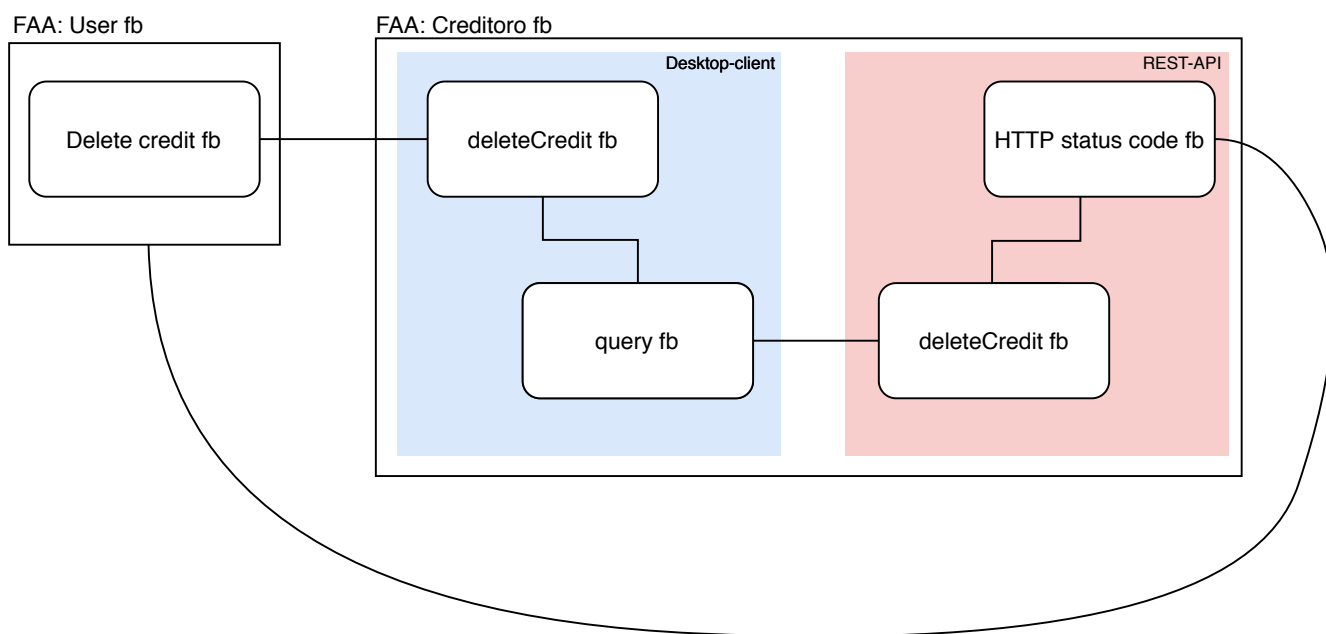 FAA: User fb
FAA: Creditoro fb
Desktop-client
REST-API
Delete credit fb
deleteCredit fb
HTTP status code fb
query fb
deleteCredit fb